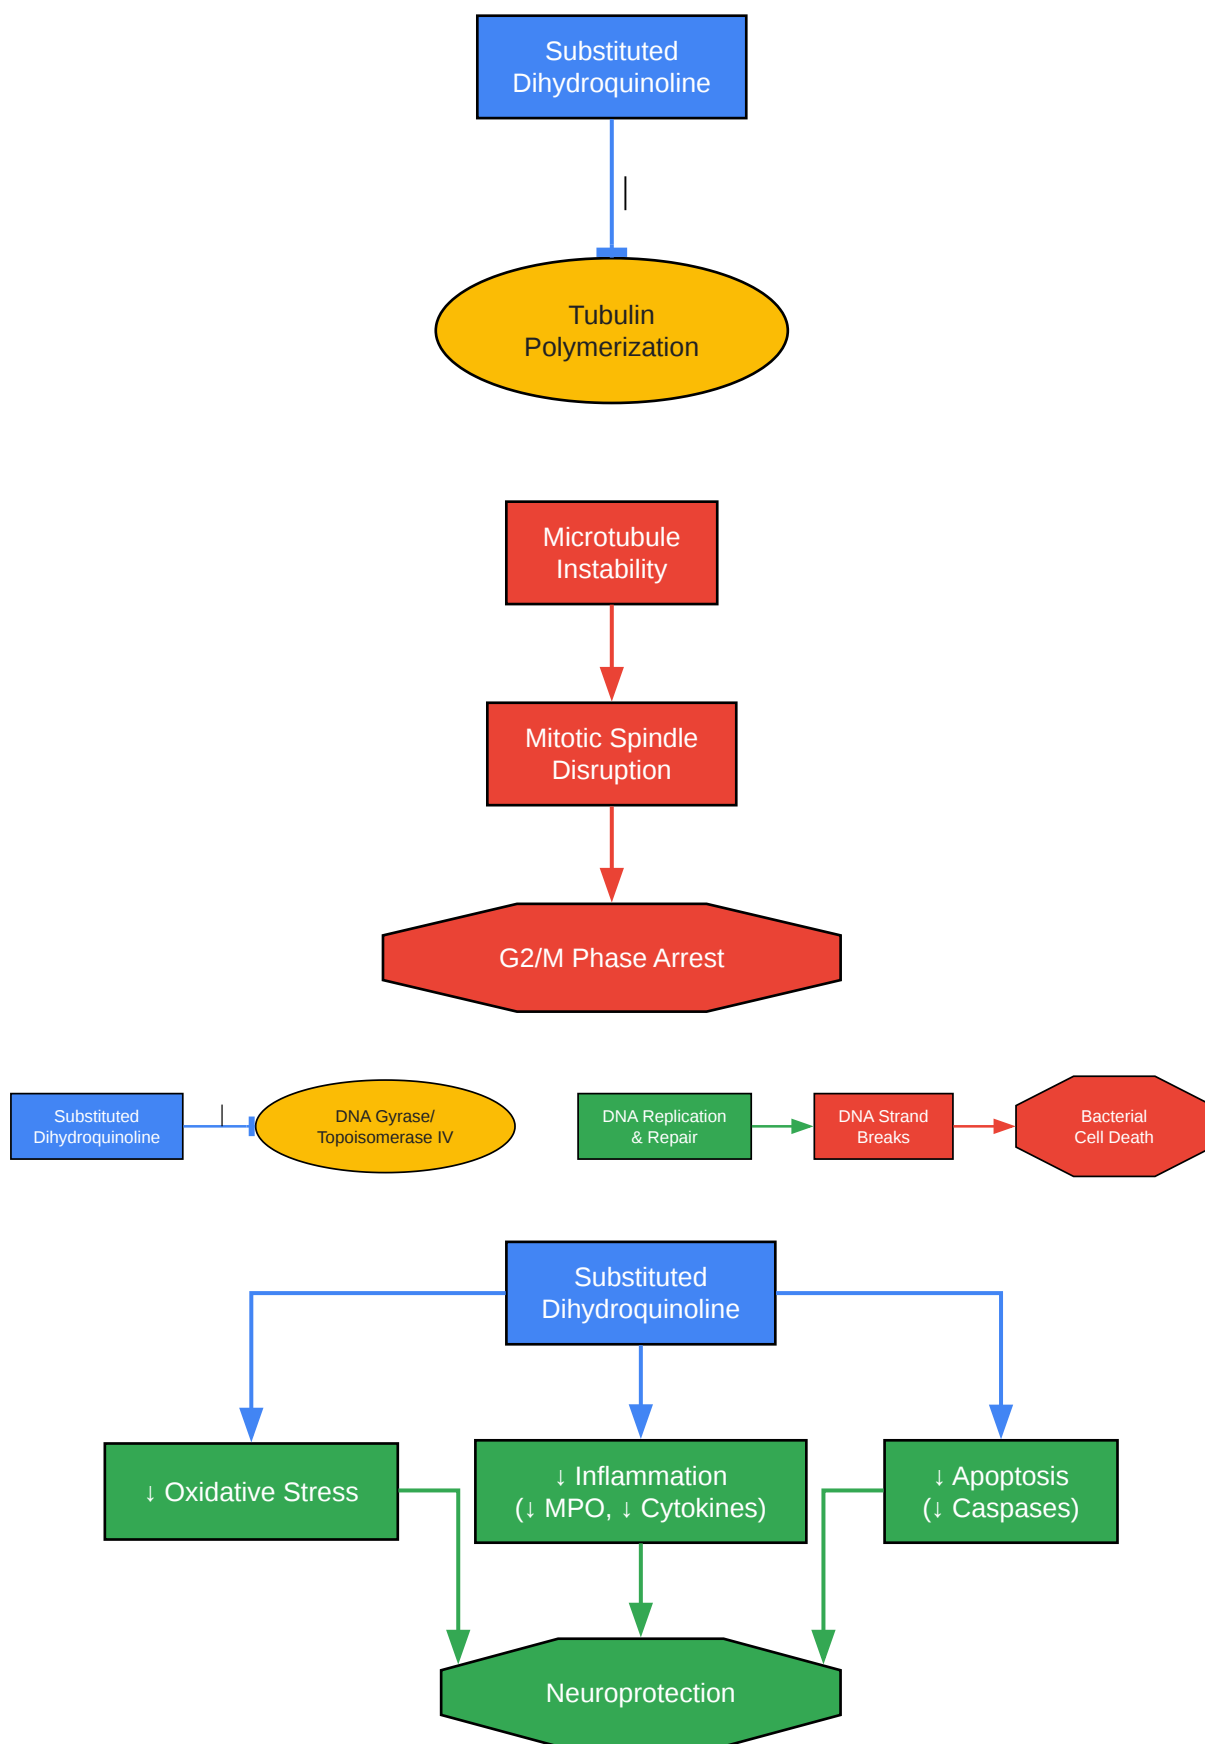 Substituted
Dihydroquinoline
|
Tubulin
Polymerization
Microtubule
Instability
Mitotic Spindle
Disruption
G2/M Phase Arrest
Substituted
Dihydroquinoline
|
DNA Gyrase/
Topoisomerase IV
DNA Replication
& Repair
DNA Strand
Breaks
Bacterial
Cell Death
Substituted
Dihydroquinoline
↓ Oxidative Stress
↓ Inflammation
(↓ MPO, ↓ Cytokines)
↓ Apoptosis
(↓ Caspases)
Neuroprotection